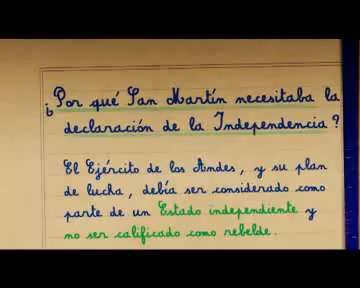 ¿Por qué San Martín necesitaba la
declaración de la Independencia?
El Ejército de los Andes, y su plan
de lucha, debía ser considerado como
parte de un Estado independiente y
no ser calificado como rebelde.